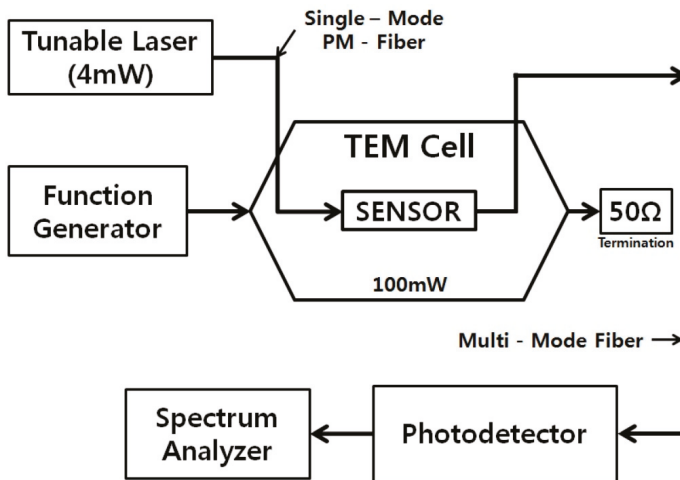 Single – Mode
PM - Fiber
Tunable Laser
(4mW)
TEM Cell
Function
Generator
SENSOR
50Ω
Termination
100mW
Multi - Mode Fiber
Spectrum
Analyzer
Photodetector